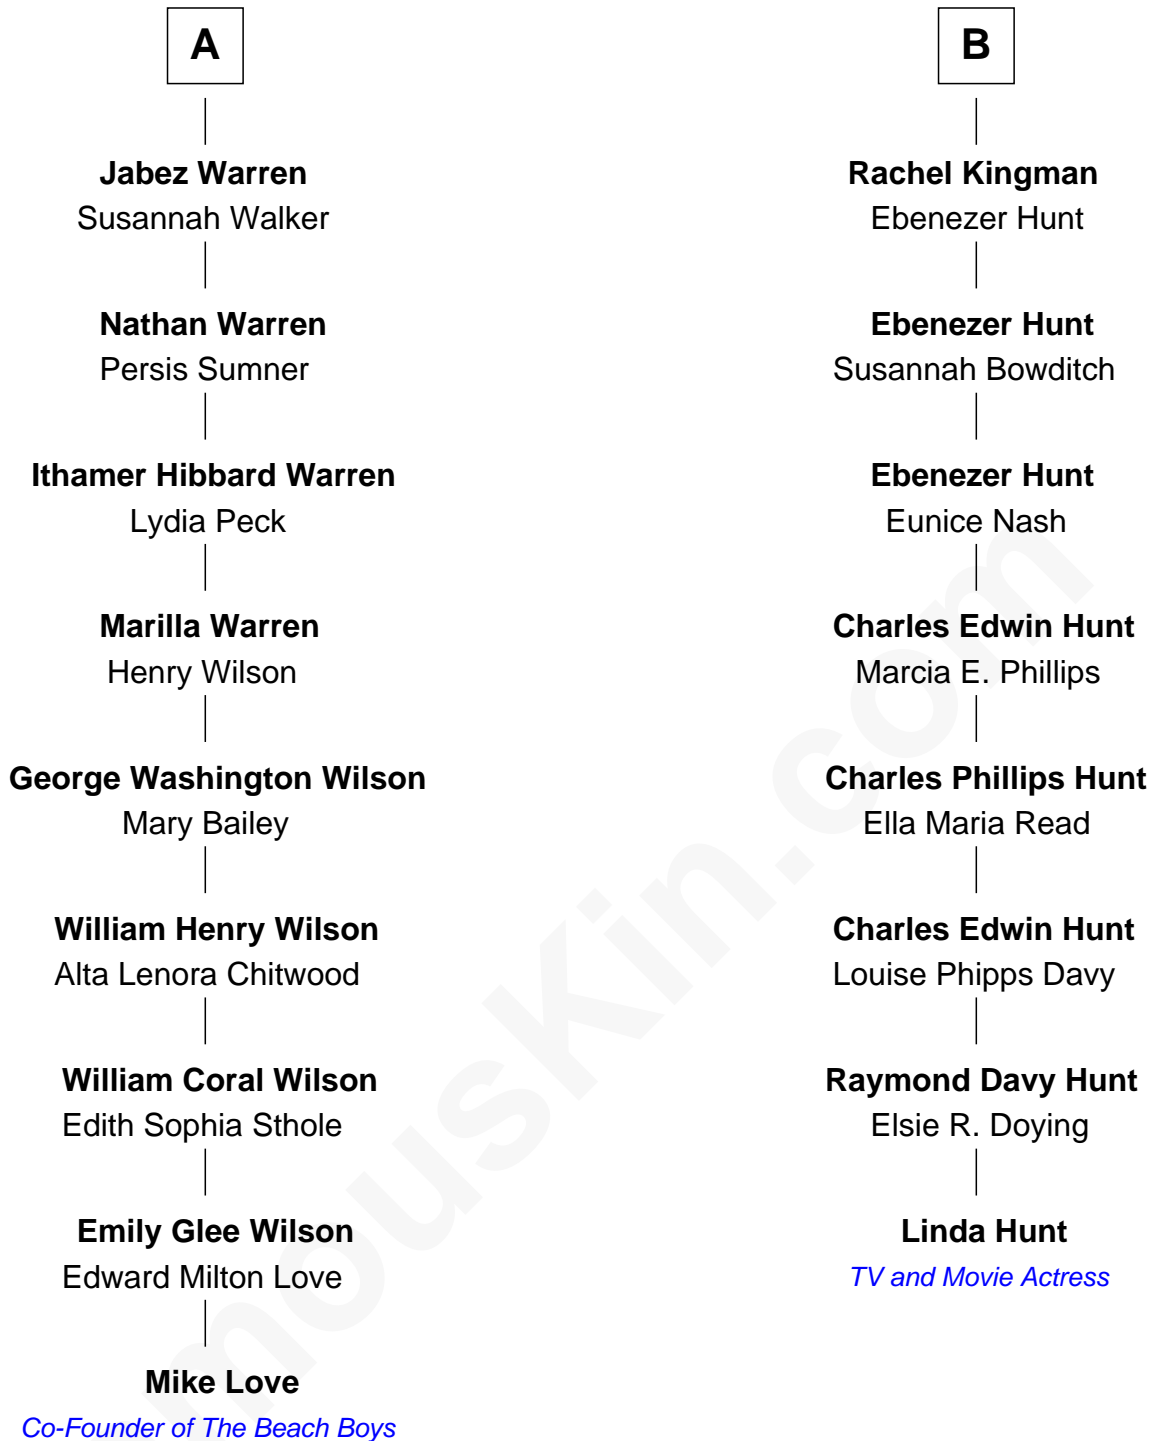 A
Jabez Warren
Susannah Walker
Nathan Warren
Persis Sumner
Ithamer Hibbard Warren
Lydia Peck
Marilla Warren
Henry Wilson
George Washington Wilson
Mary Bailey
William Henry Wilson
Alta Lenora Chitwood
William Coral Wilson
Edith Sophia Sthole
Emily Glee Wilson
Edward Milton Love
Mike Love
Co-Founder of The Beach Boys
B
Rachel Kingman
Ebenezer Hunt
Ebenezer Hunt
Susannah Bowditch
Ebenezer Hunt
Eunice Nash
Charles Edwin Hunt
Marcia E. Phillips
Charles Phillips Hunt
Ella Maria Read
Charles Edwin Hunt
Louise Phipps Davy
Raymond Davy Hunt
Elsie R. Doying
Linda Hunt
TV and Movie Actress
mousKin.com